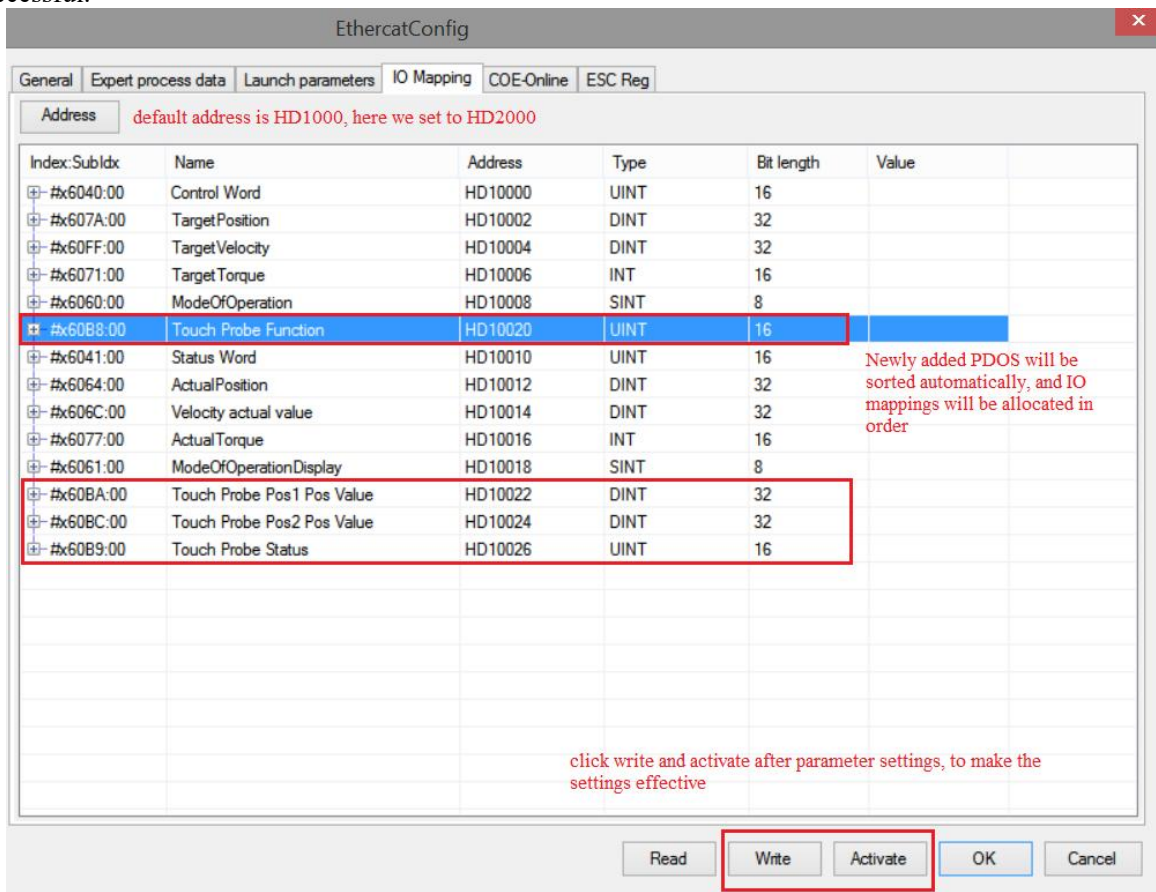 cessful.
EthercatConfig
General Expert process data Launch parameters IO Mapping COE-Online ESC Reg
Address default address is HD1000, here we set to HD2000
Index:SubIdx Name Address Type Bit length Value
#x6040:00 Control Word HD10000 UINT 16
#x607A:00 TargetPosition HD10002 DINT 32
#x60FF:00 TargetVelocity HD10004 DINT 32
#x6071:00 TargetTorque HD10006 INT 16
#x6060:00 ModeOfOperation HD10008 SINT 8
#x60B8:00 Touch Probe Function HD10020 UINT 16
#x6041:00 Status Word HD10010 UINT 16
#x6064:00 ActualPosition HD10012 DINT 32
#x606C:00 Velocity actual value HD10014 DINT 32
#x6077:00 ActualTorque HD10016 INT 16
#x6061:00 ModeOfOperationDisplay HD10018 SINT 8
#x60BA:00 Touch Probe Pos1 Pos Value HD10022 DINT 32
#x60BC:00 Touch Probe Pos2 Pos Value HD10024 DINT 32
#x60B9:00 Touch Probe Status HD10026 UINT 16
Newly added PDOS will be
sorted automatically, and IO
mappings will be allocated in
order
click write and activate after parameter settings, to make the
settings effective
Read Write Activate OK Cancel